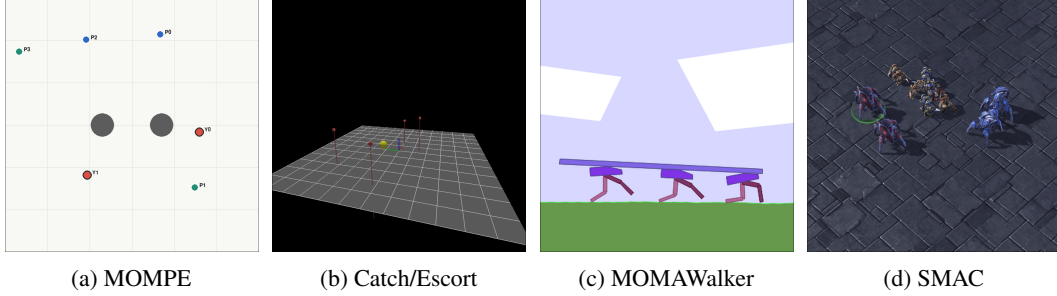 P3
P2
P0
Y0
Y1
P1
(a) MOMPE
(b) Catch/Escort
(c) MOMAWalker
(d) SMAC